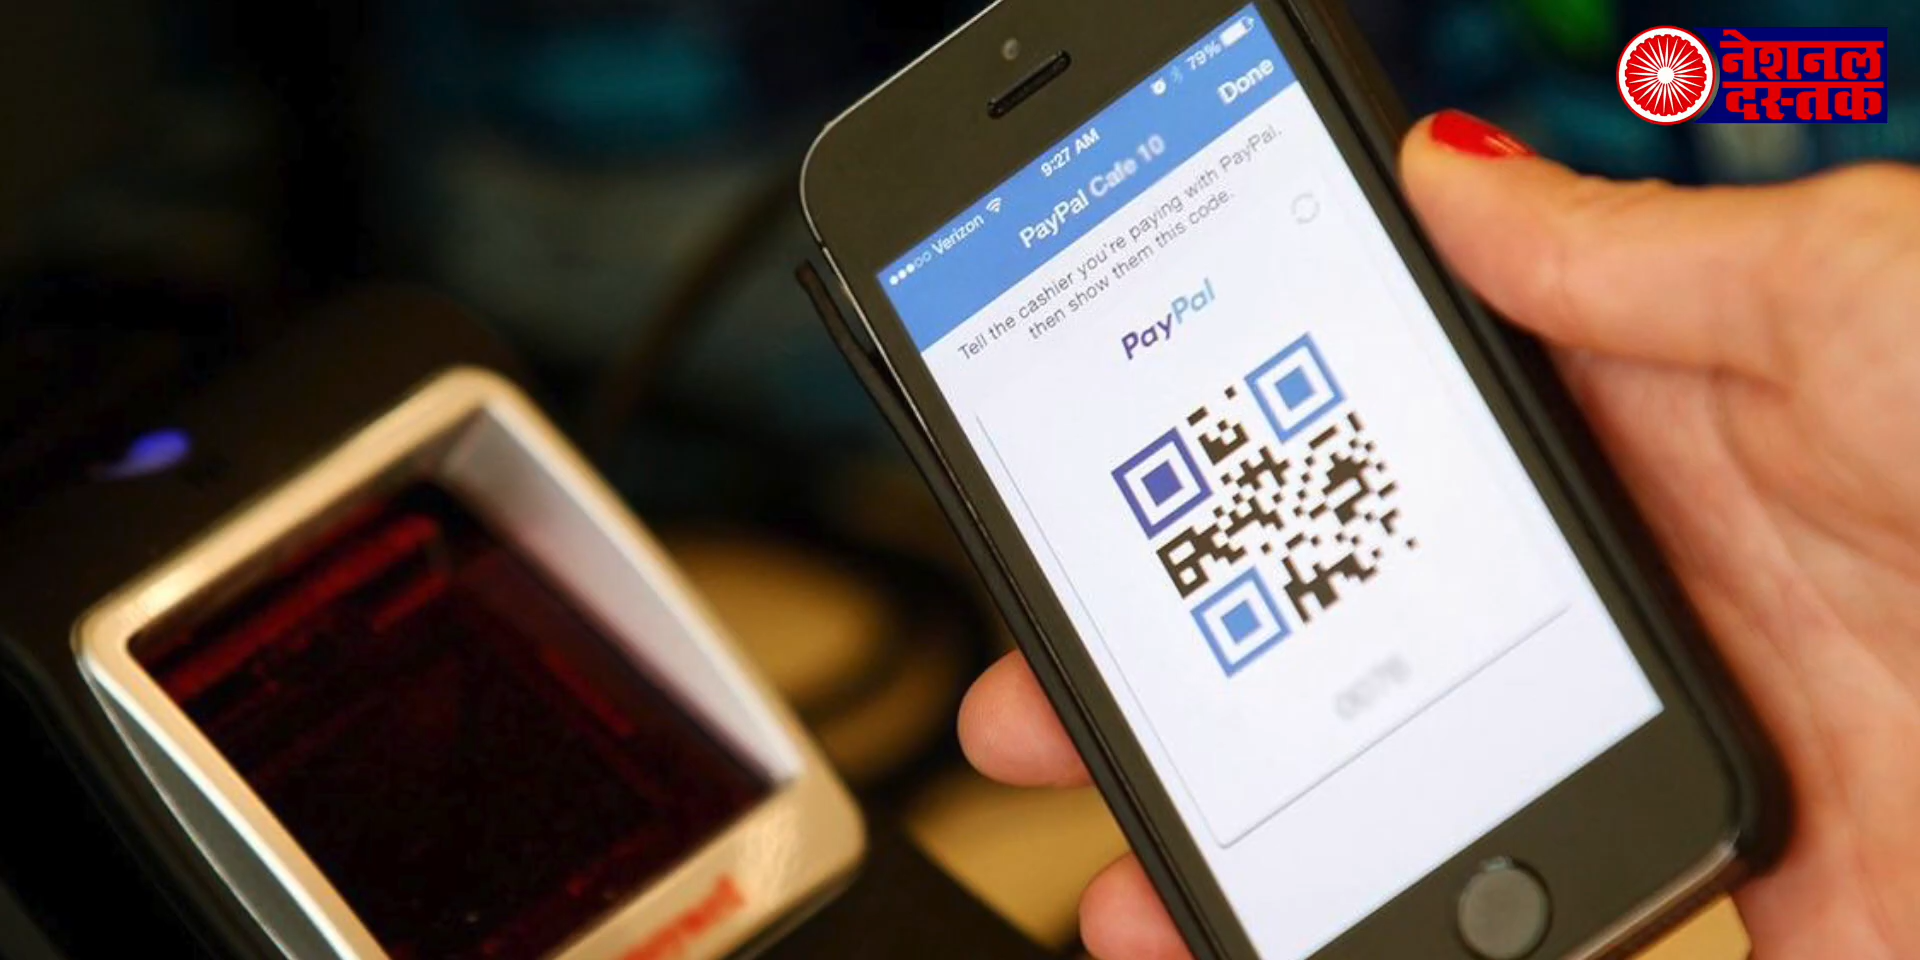 नेशनल
दस्तक
●●●○○ Verizon 9:27 AM 79%
PayPal Cafe 10 Done
Tell the cashier you're paying with PayPal.
then show them this code.
PayPal